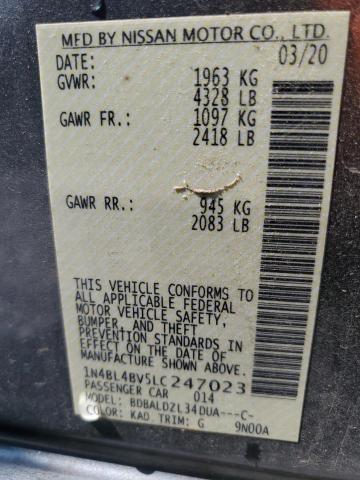 MFD BY NISSAN MOTOR CO., LTD.
DATE: 03/20
GVWR: 1963 KG
4328 LB
GAWR FR.: 1097 KG
2418 LB
GAWR RR.: 945 KG
2083 LB
THIS VEHICLE CONFORMS TO
ALL APPLICABLE FEDERAL
MOTOR VEHICLE SAFETY,
BUMPER, AND THEFT
PREVENTION STANDARDS IN
EFFECT ON THE DATE OF
MANUFACTURE SHOWN ABOVE.
1N4BL4BV5LC247023
PASSENGER CAR 014
MODEL: BDBALDZL34DUA---C-
COLOR: KAD TRIM: G 9N00A